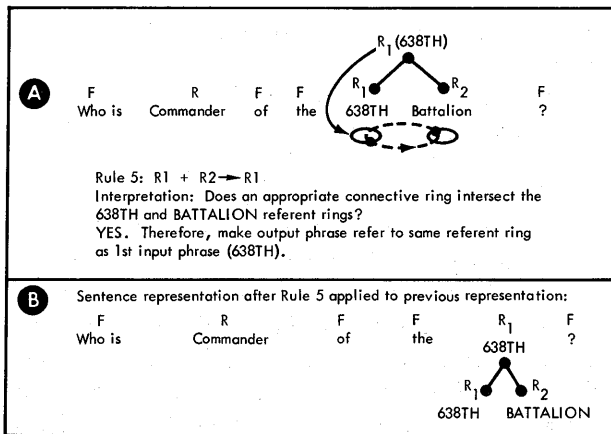 R1 (638TH)
A
F R F F R1 R2 F
Who is Commander of the 638TH Battalion ?
Rule 5: R1 + R2→R1
Interpretation: Does an appropriate connective ring intersect the
638TH and BATTALION referent rings?
YES. Therefore, make output phrase refer to same referent ring
as 1st input phrase (638TH).
B
Sentence representation after Rule 5 applied to previous representation:
F R F F R1 F
Who is Commander of the 638TH ?
R1 R2
638TH BATTALION